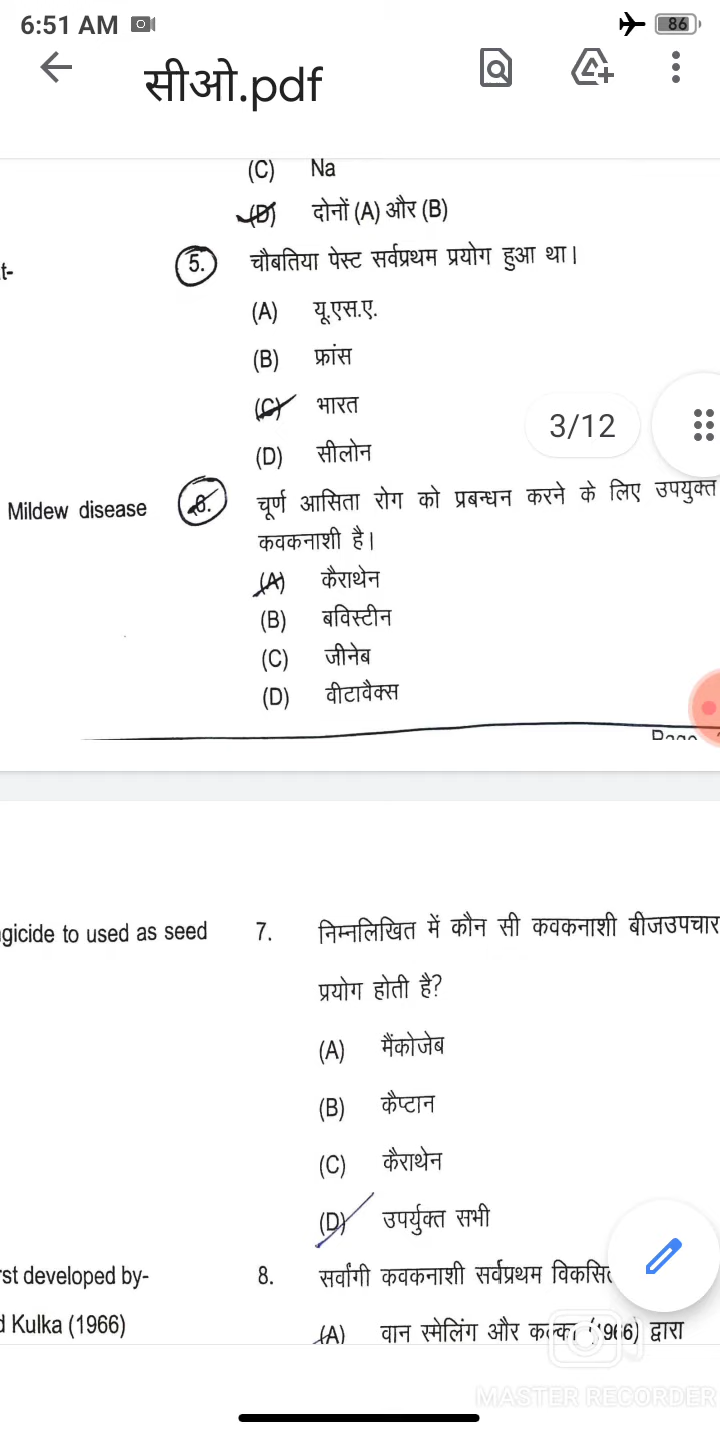 6:51 AM
86
सीओ.pdf
(C) Na
(D) दोनों (A) और (B)
t-
5. चौबतिया पेस्ट सर्वप्रथम प्रयोग हुआ था।
(A) यू.एस.ए.
(B) फ्रांस
(C) भारत
3/12
(D) सीलोन
Mildew disease
चूर्ण आसिता रोग को प्रबन्धन करने के लिए उपयुक्त
कवकनाशी है।
(A) कैराथेन
(B) बविस्टीन
(C) जीनेब
(D) वीटावैक्स
gicide to used as seed
7. निम्नलिखित में कौन सी कवकनाशी बीजउपचार
प्रयोग होती है?
(A) मैंकोजेब
(B) कैप्टान
(C) कैराथेन
(D) उपर्युक्त सभी
rst developed by-
8. सर्वांगी कवकनाशी सर्वप्रथम
d Kulka (1966)
(A) वान स्मेलिंग और द्वारा
MASTER RECORDER